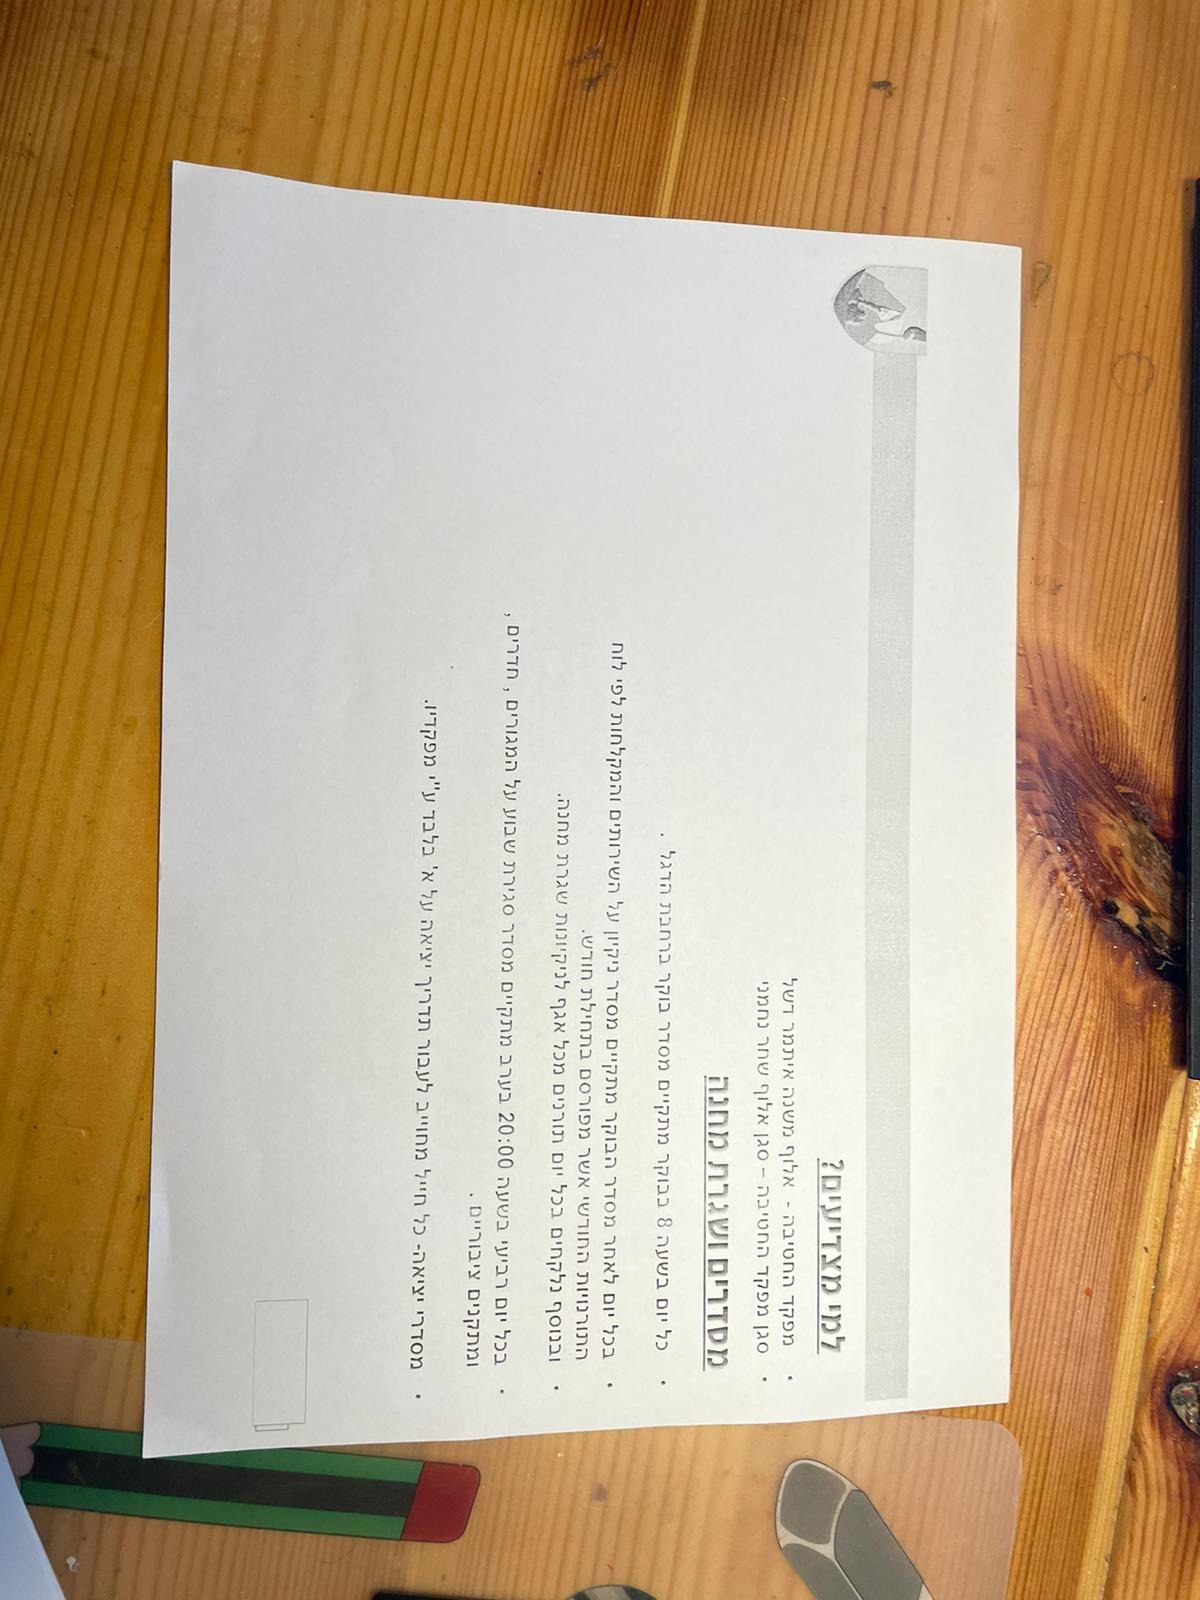 למי מצדיעים?
• מפקד החטיבה - אלוף משנה איתמר דשל
• סגן מפקד החטיבה – סגן אלוף שחר נחמני
מסדרים ושגרת מחנה
• כל יום בשעה 8 בבוקר מתקיים מסדר בוקר ברחבת הדגל .
• בכל יום לאחר מסדר הבוקר מתקיים מסדר ניקיון על השירותים והמקלחות לפי לוח
התורנויות החודשי אשר מפורסם בתחילת חודש.
• ובנוסף נלקחים בכל יום תורנים מכל אגף לניקיונות שגרת מחנה.
• בכל יום רביעי בשעה 20:00 בערב מתקיים מסדר סגירת שבוע על המגורים , חדרים ,
ומתקנים ציבוריים .
• מסדרי יציאה- כל חייל מחוייב לעבור תדריך יציאה על א' בלבד ע"י מפקדיו.